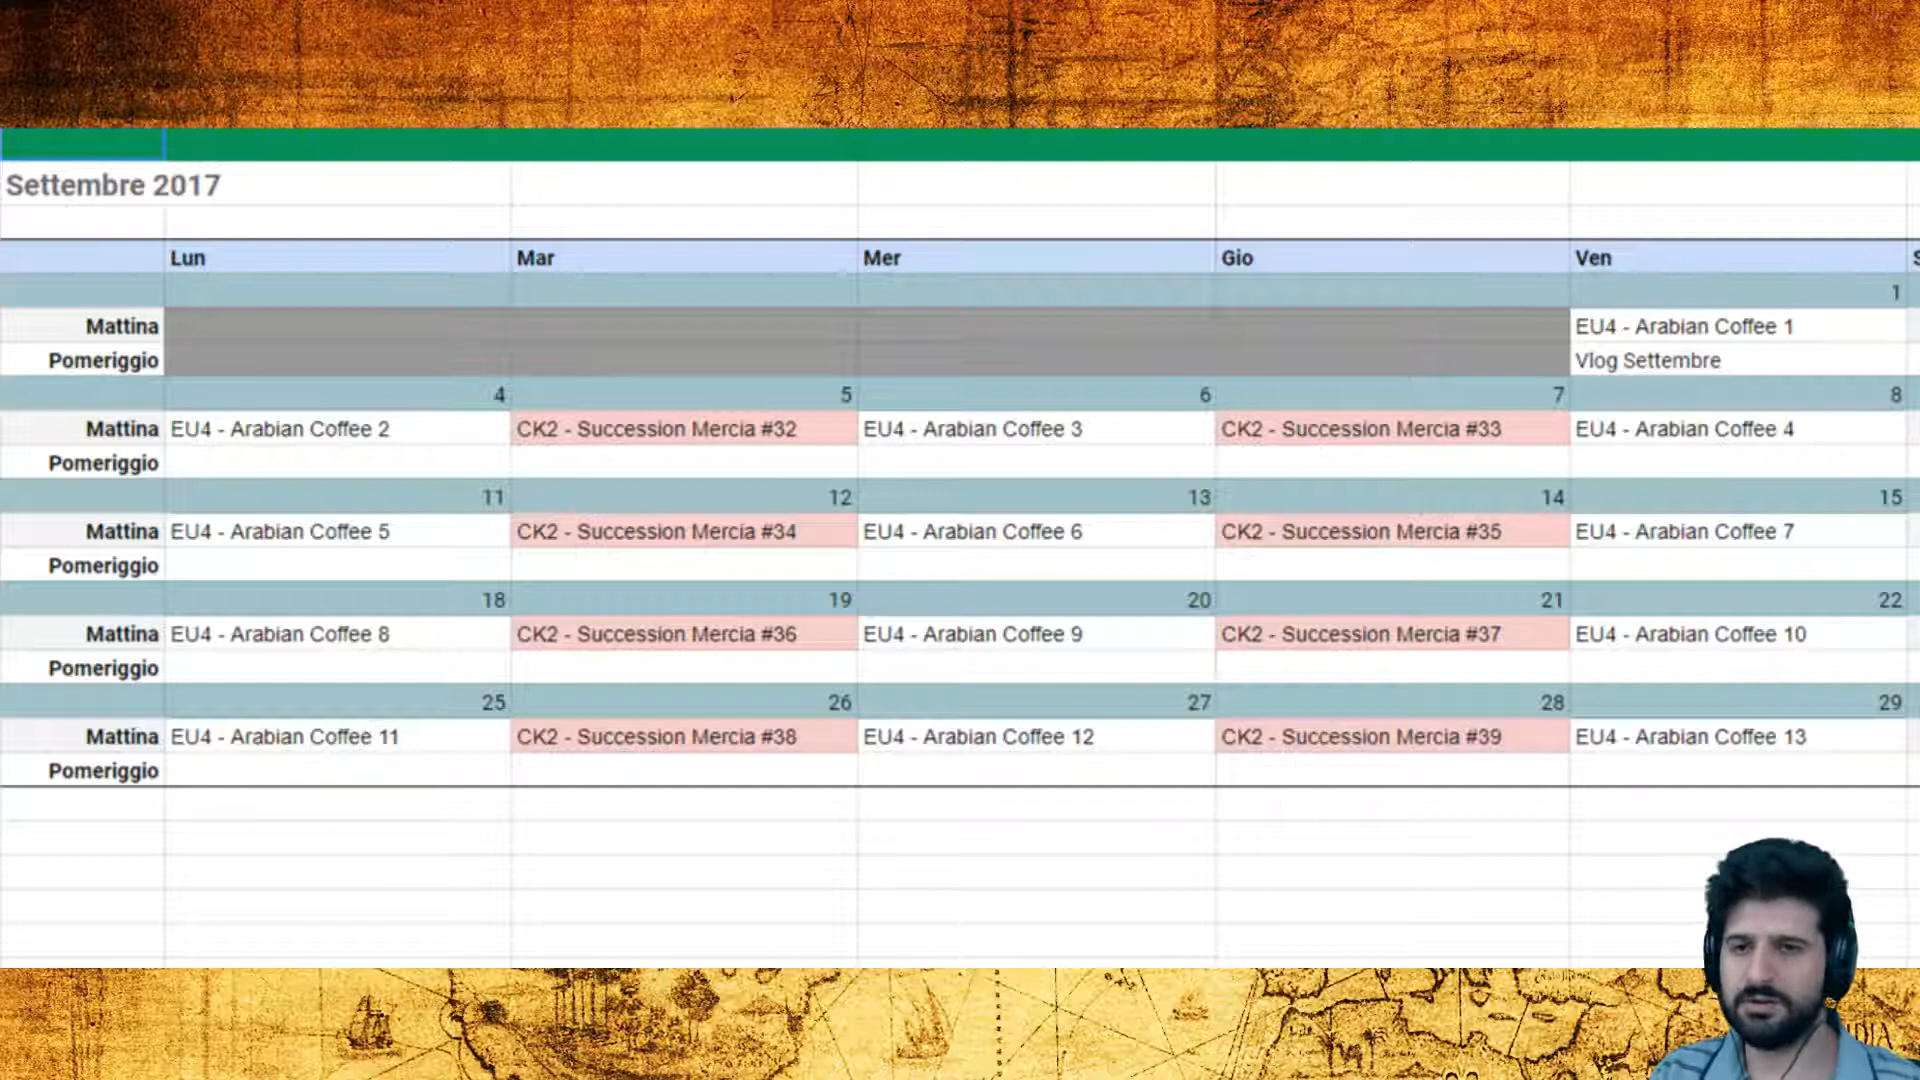 Settembre 2017
Lun Mar Mer Gio Ven S
1
Mattina EU4 - Arabian Coffee 1
Pomeriggio Vlog Settembre
4 5 6 7 8
Mattina EU4 - Arabian Coffee 2 CK2 - Succession Mercia #32 EU4 - Arabian Coffee 3 CK2 - Succession Mercia #33 EU4 - Arabian Coffee 4
Pomeriggio
11 12 13 14 15
Mattina EU4 - Arabian Coffee 5 CK2 - Succession Mercia #34 EU4 - Arabian Coffee 6 CK2 - Succession Mercia #35 EU4 - Arabian Coffee 7
Pomeriggio
18 19 20 21 22
Mattina EU4 - Arabian Coffee 8 CK2 - Succession Mercia #36 EU4 - Arabian Coffee 9 CK2 - Succession Mercia #37 EU4 - Arabian Coffee 10
Pomeriggio
25 26 27 28 29
Mattina EU4 - Arabian Coffee 11 CK2 - Succession Mercia #38 EU4 - Arabian Coffee 12 CK2 - Succession Mercia #39 EU4 - Arabian Coffee 13
Pomeriggio